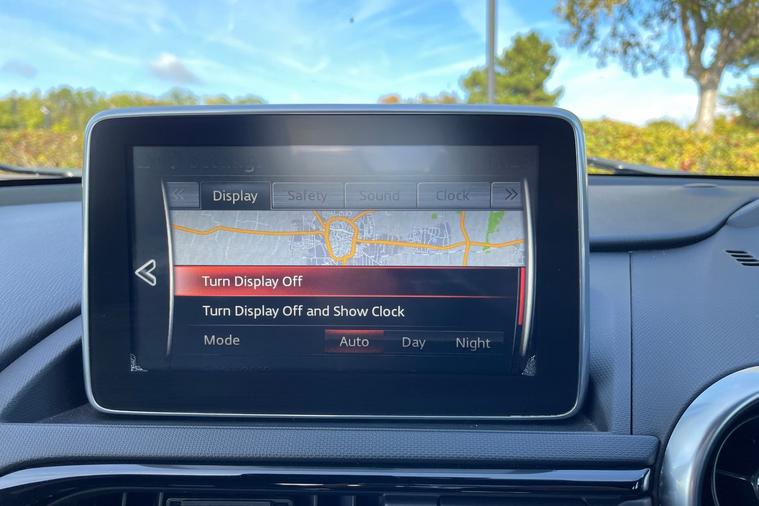 Display Safety Sound Clock
Turn Display Off
Turn Display Off and Show Clock
Mode Auto Day Night